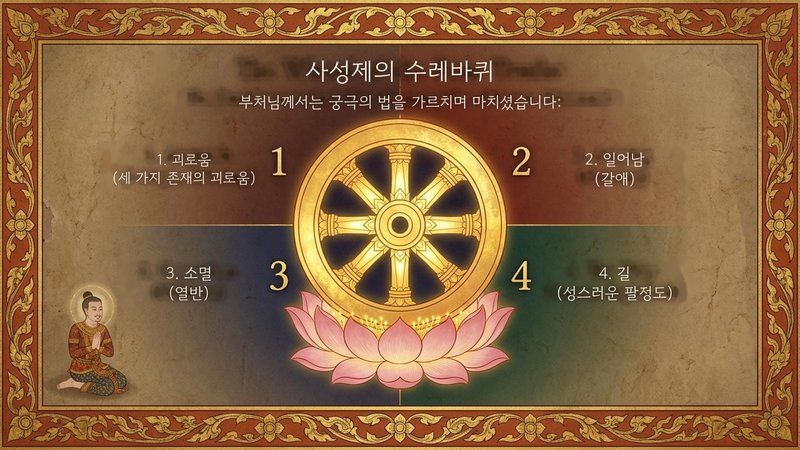 사성제의 수레바퀴
부처님께서는 궁극의 법을 가르치며 마치셨습니다:
1. 괴로움
(세 가지 존재의 괴로움)
1
2
2. 일어남
(갈애)
3. 소멸
(열반)
3
4
4. 길
(성스러운 팔정도)